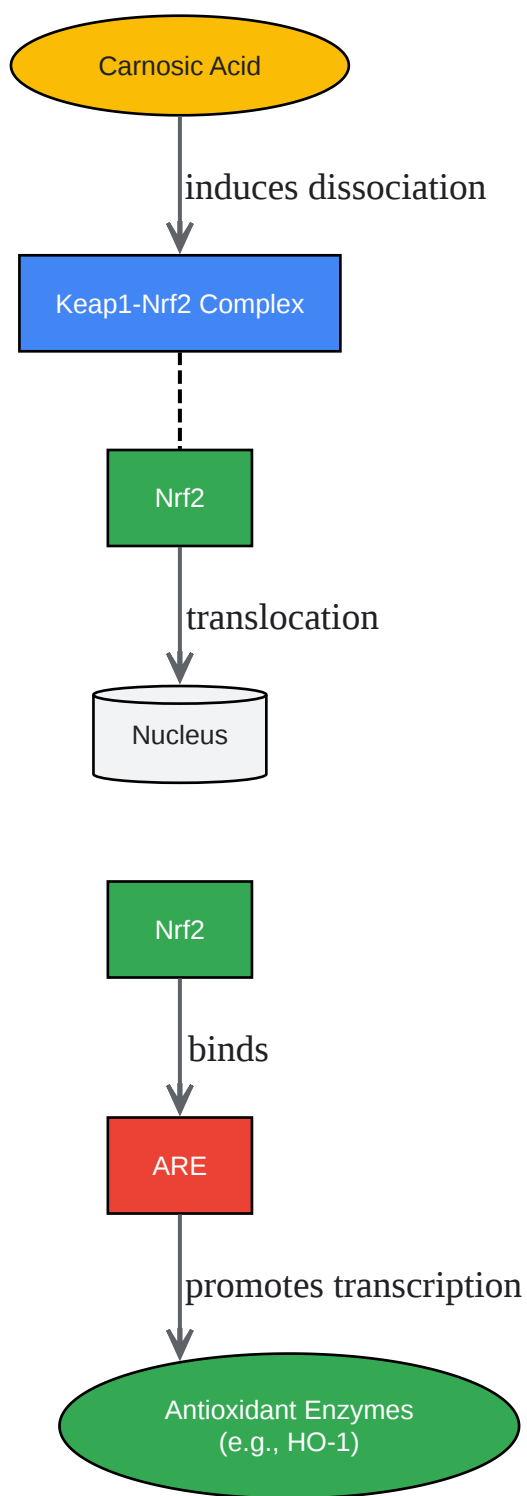 Carnosic Acid
induces dissociation
Keap1-Nrf2 Complex
Nrf2
translocation
Nucleus
Nrf2
binds
ARE
promotes transcription
Antioxidant Enzymes
(e.g., HO-1)